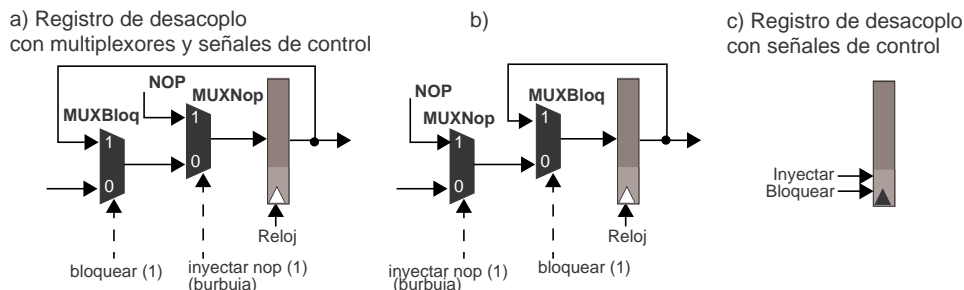 a) Registro de desacoplo
con multiplexores y señales de control
NOP
MUXNop
MUXBloq
1
1
0
0
Reloj
bloquear (1)
inyectar nop (1)
(burbuja)
b)
NOP
MUXBloq
MUXNop
1
1
0
0
Reloj
inyectar nop (1)
(burbuja)
bloquear (1)
c) Registro de desacoplo
con señales de control
Inyectar
Bloquear